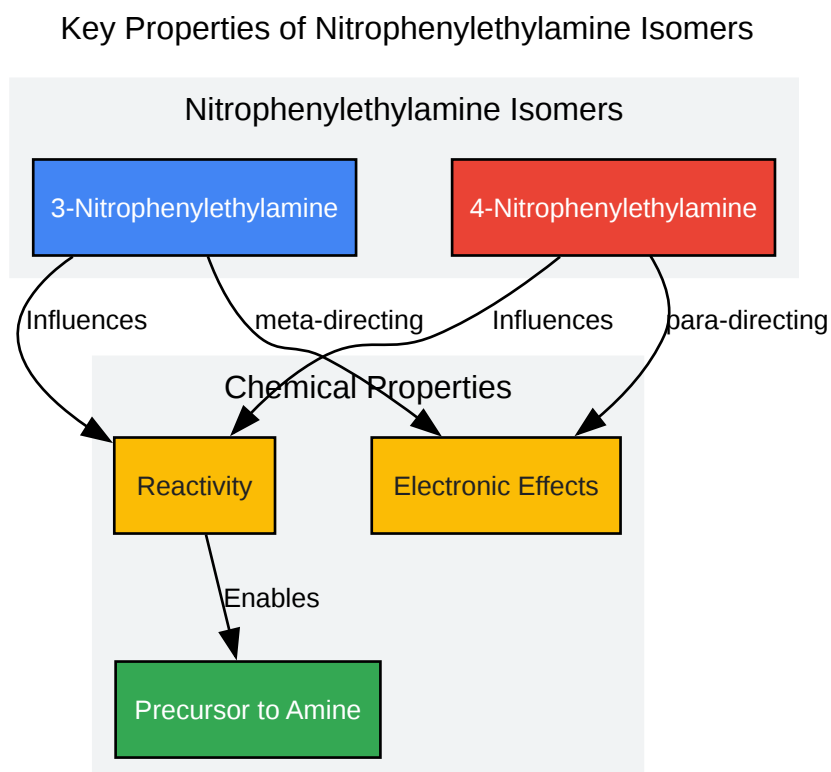 Key Properties of Nitrophenylethylamine Isomers
Nitrophenylethylamine Isomers
3-Nitrophenylethylamine
4-Nitrophenylethylamine
Influences
meta-directing
Influences
para-directing
Chemical Properties
Reactivity
Electronic Effects
Enables
Precursor to Amine